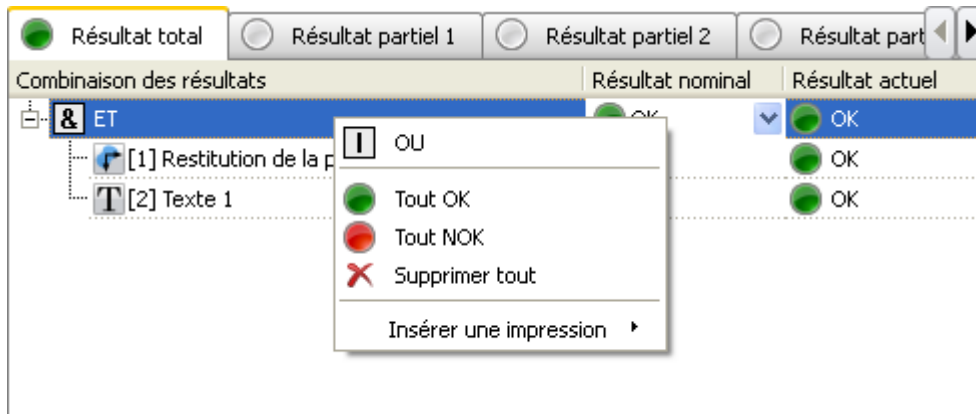 Résultat total
Résultat partiel 1
Résultat partiel 2
Résultat part
Combinaison des résultats
Résultat nominal
Résultat actuel
& ET
OK
OK
[1] Restitution de la p
OK
[2] Texte 1
OK
OU
Tout OK
Tout NOK
Supprimer tout
Insérer une impression